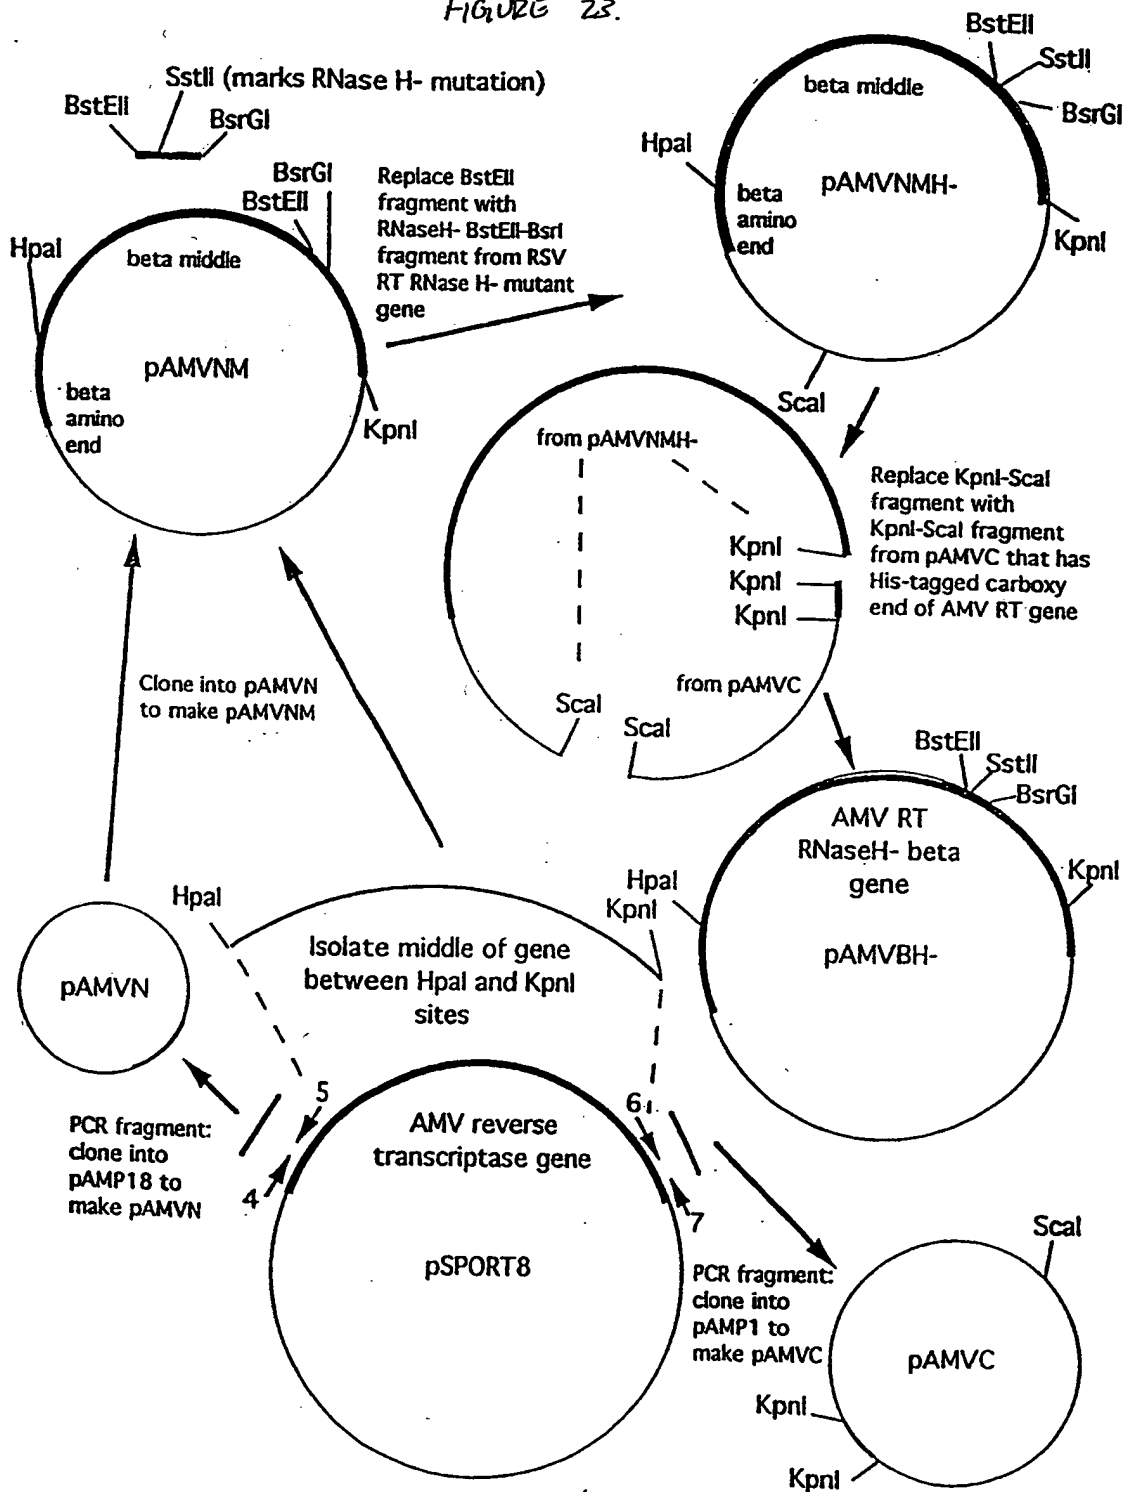 FIGURE 23.
SstII (marks RNase H- mutation)
BstEII
BsrGI
BsrGI
BstEII
HpaI
beta middle
pAMVNM
beta
amino
end
KpnI
Replace BstEII
fragment with
RNaseH- BstEII-BsrI
fragment from RSV
RT RNase H- mutant
gene
BstEII
SstII
BsrGI
beta middle
HpaI
pAMVNMH-
beta
amino
end
KpnI
ScaI
from pAMVNMH-
KpnI
KpnI
KpnI
Replace KpnI-ScaI
fragment with
KpnI-ScaI fragment
from pAMVC that has
His-tagged carboxy
end of AMV RT gene
from pAMVC
ScaI
ScaI
Clone into pAMVN
to make pAMVNM
BstEII
SstII
BsrGI
AMV RT
RNaseH- beta
gene
KpnI
HpaI
pAMVBH-
HpaI
KpnI
Isolate middle of gene
between HpaI and KpnI
sites
pAMVN
PCR fragment:
clone into
pAMP18 to
make pAMVN
5
4
6
7
AMV reverse
transcriptase gene
pSPORT8
PCR fragment:
clone into
pAMP1 to
make pAMVC
ScaI
pAMVC
KpnI
KpnI